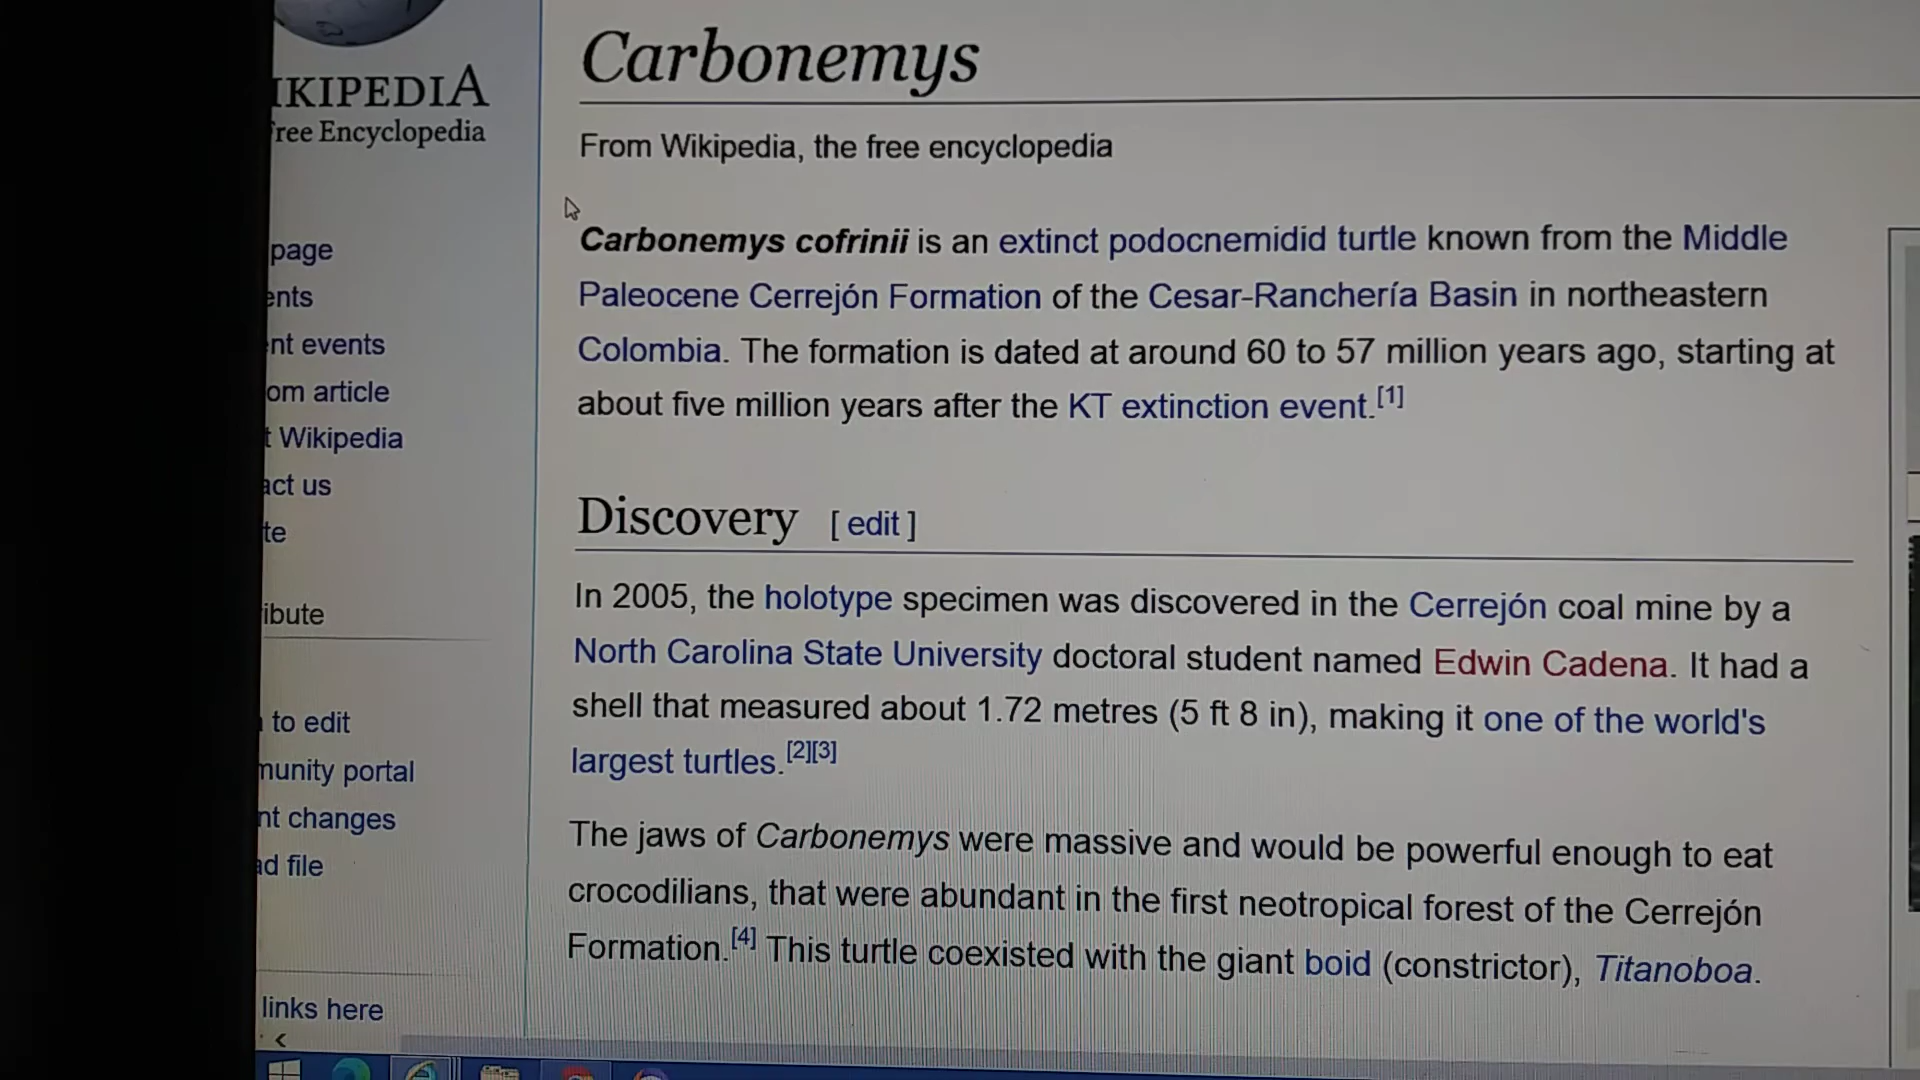 IKIPEDIA
ree Encyclopedia
page
ents
nt events
om article
t Wikipedia
act us
te
ibute
to edit
munity portal
nt changes
ad file
links here
Carbonemys
From Wikipedia, the free encyclopedia
Carbonemys cofrinii is an extinct podocnemidid turtle known from the Middle
Paleocene Cerrejón Formation of the Cesar-Ranchería Basin in northeastern
Colombia. The formation is dated at around 60 to 57 million years ago, starting at
about five million years after the KT extinction event.[1]
Discovery [ edit ]
In 2005, the holotype specimen was discovered in the Cerrejón coal mine by a
North Carolina State University doctoral student named Edwin Cadena. It had a
shell that measured about 1.72 metres (5 ft 8 in), making it one of the world's
largest turtles.[2][3]
The jaws of Carbonemys were massive and would be powerful enough to eat
crocodilians, that were abundant in the first neotropical forest of the Cerrejón
Formation.[4] This turtle coexisted with the giant boid (constrictor), Titanoboa.